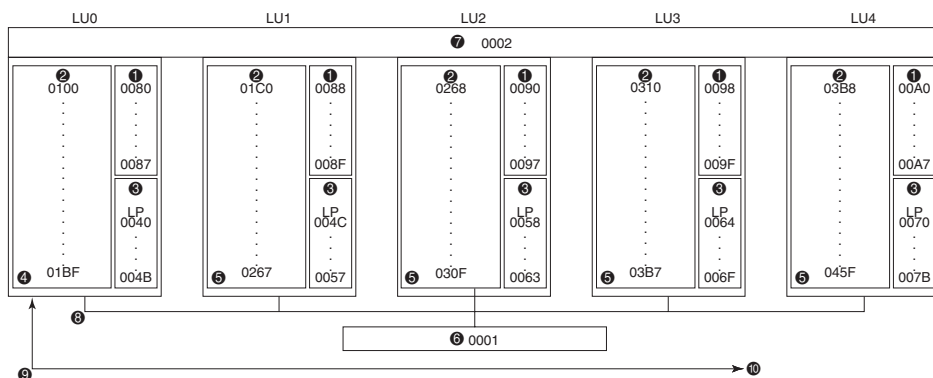 LU0 LU1 LU2 LU3 LU4
❼ 0002
❷ ❶ ❷ ❶ ❷ ❶ ❷ ❶ ❷ ❶
0100 0080 01C0 0088 0268 0090 0310 0098 03B8 00A0
0087 008F 0097 009F 00A7
❸ ❸ ❸ ❸ ❸
LP LP LP LP LP
0040 004C 0058 0064 0070
❹ 01BF 004B ❺ 0267 0057 ❺ 030F 0063 ❺ 03B7 006F ❺ 045F 007B
❽
❻ 0001
❾ ❿